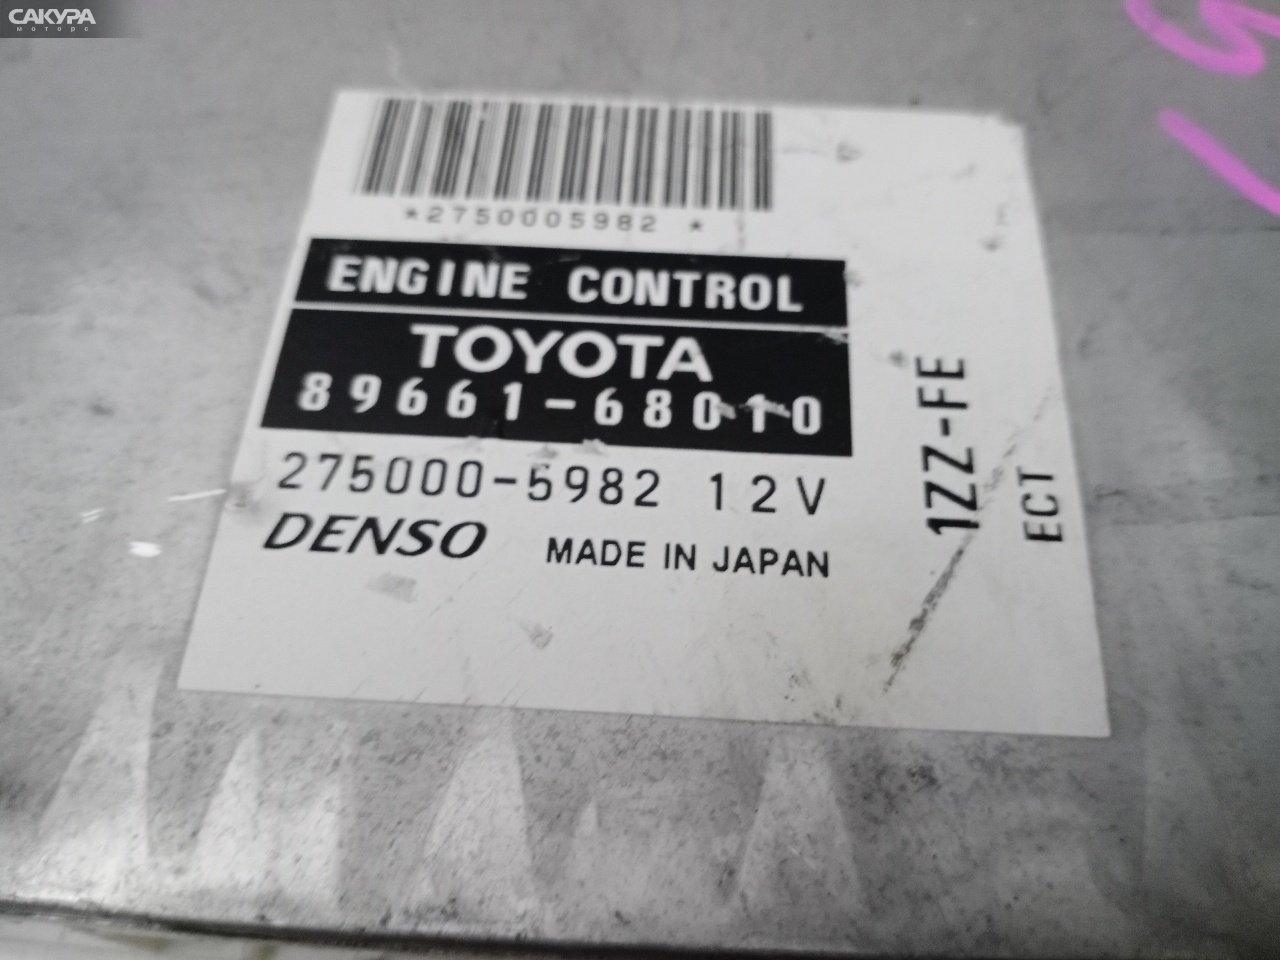 САКУРА
моторс
*2750005982 *
ENGINE CONTROL
TOYOTA
89661-68010
275000-5982 12V
DENSO MADE IN JAPAN
1ZZ-FE
ECT